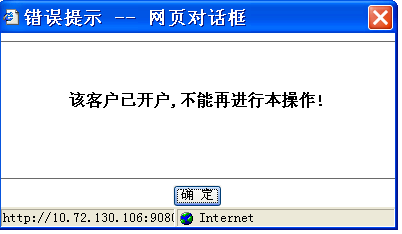 错误提示 -- 网页对话框
该客户已开户,不能再进行本操作!
确 定
http://10.72.130.106:908 Internet